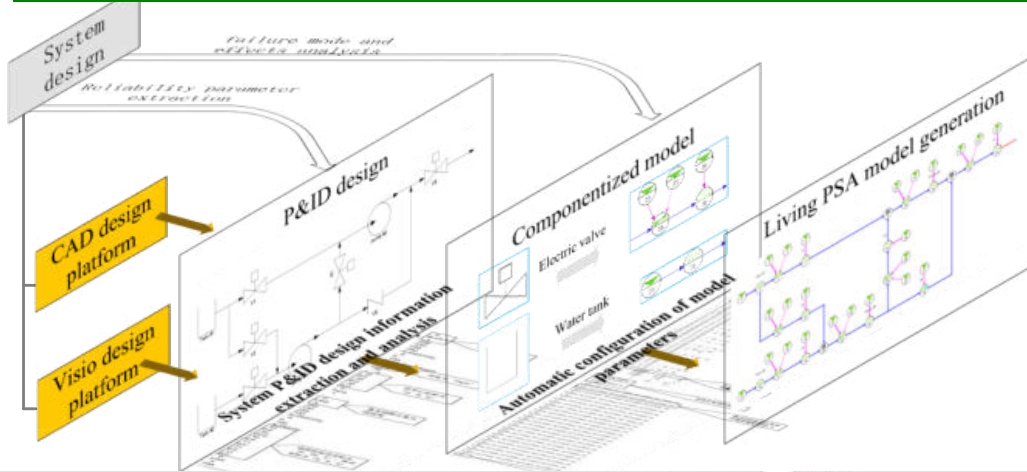 System
design
Failure mode and
effects analysis
Reliability parameter
extraction
CAD design
platform
Visio design
platform
P&ID design
System P&ID design information
extraction and analysis
Componentized model
Electric valve
Water tank
Automatic configuration of model
parameters
Living PSA model generation